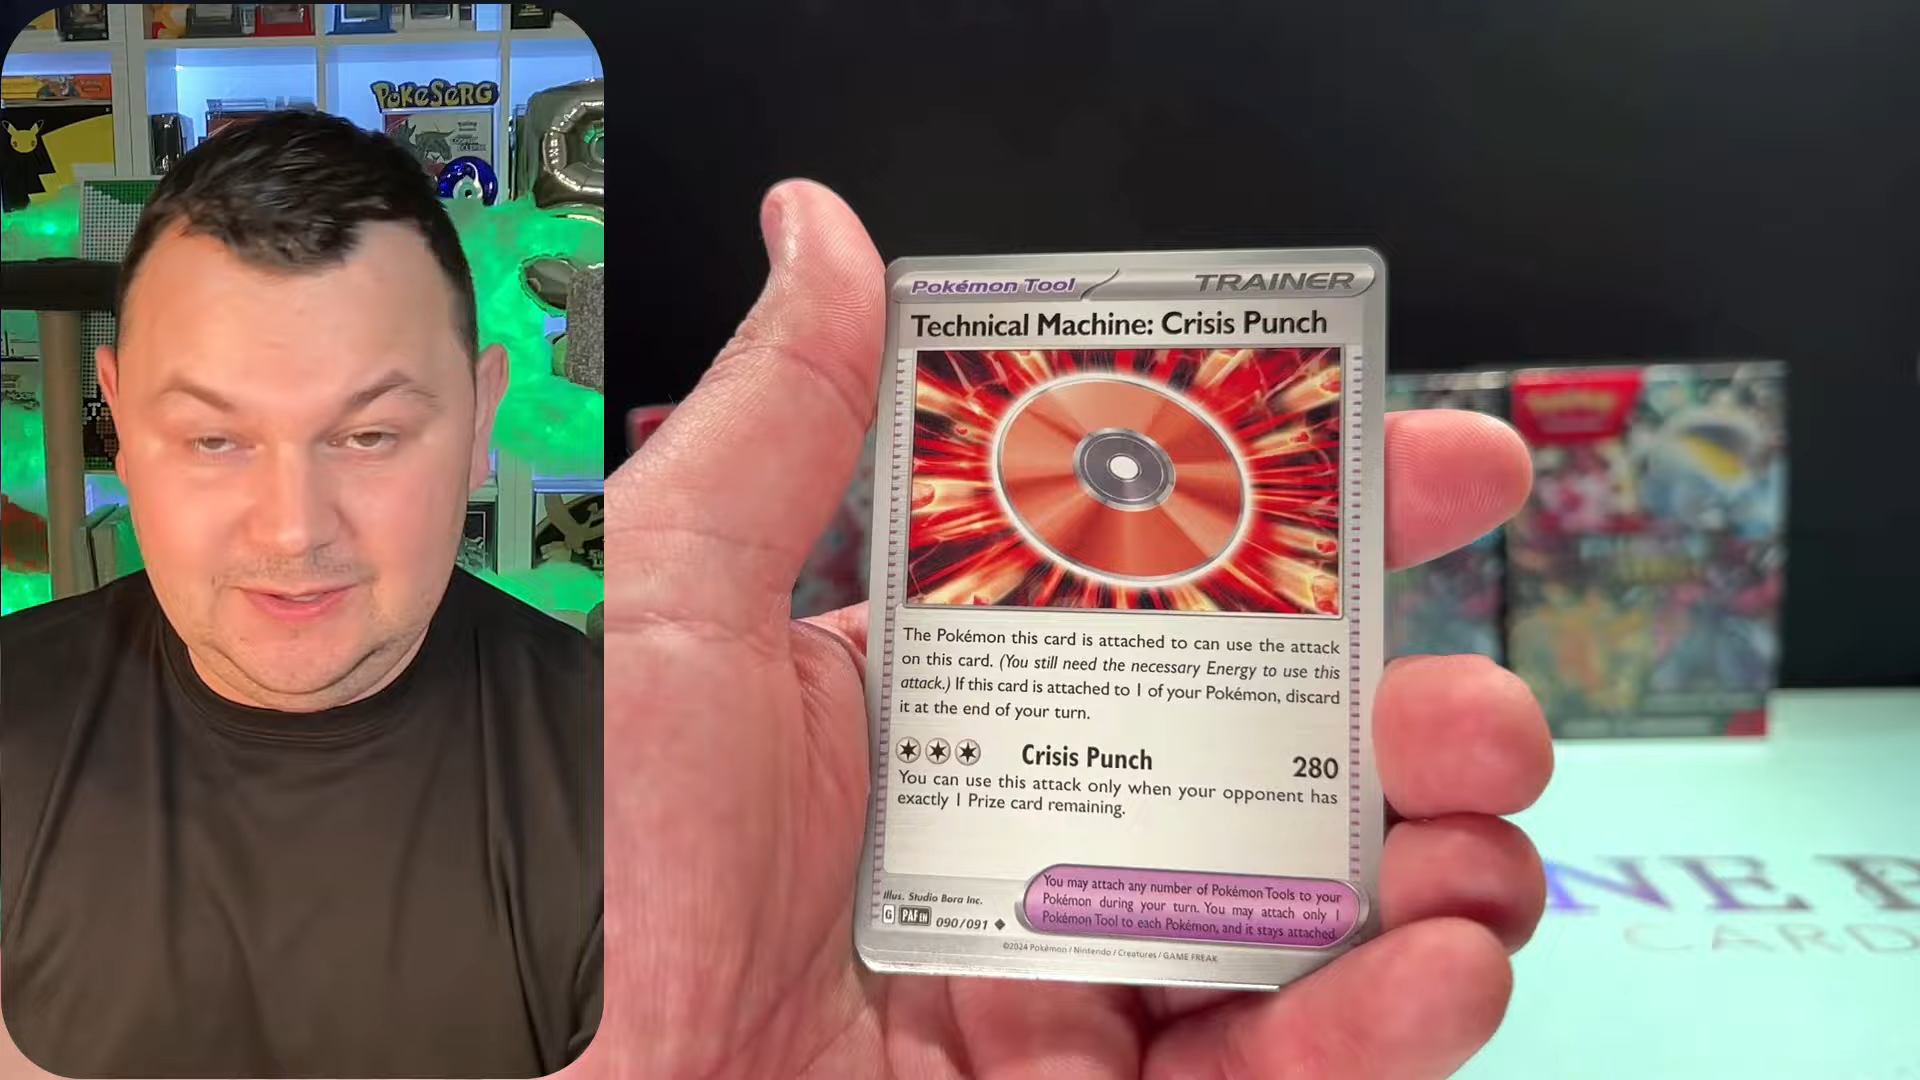 PoKeSeRG
Pokémon Tool
TRAINER
Technical Machine: Crisis Punch
The Pokémon this card is attached to can use the attack
on this card. (You still need the necessary Energy to use this
attack.) If this card is attached to 1 of your Pokémon, discard
it at the end of your turn.
Crisis Punch 280
You can use this attack only when your opponent has
exactly 1 Prize card remaining.
You may attach any number of Pokémon Tools to your
Pokémon during your turn. You may attach only 1
Pokémon Tool to each Pokémon, and it stays attached.
Illus. Studio Bora Inc.
G PAF EN 090/091
©2024 Pokémon / Nintendo / Creatures / GAME FREAK
NE P
CARD